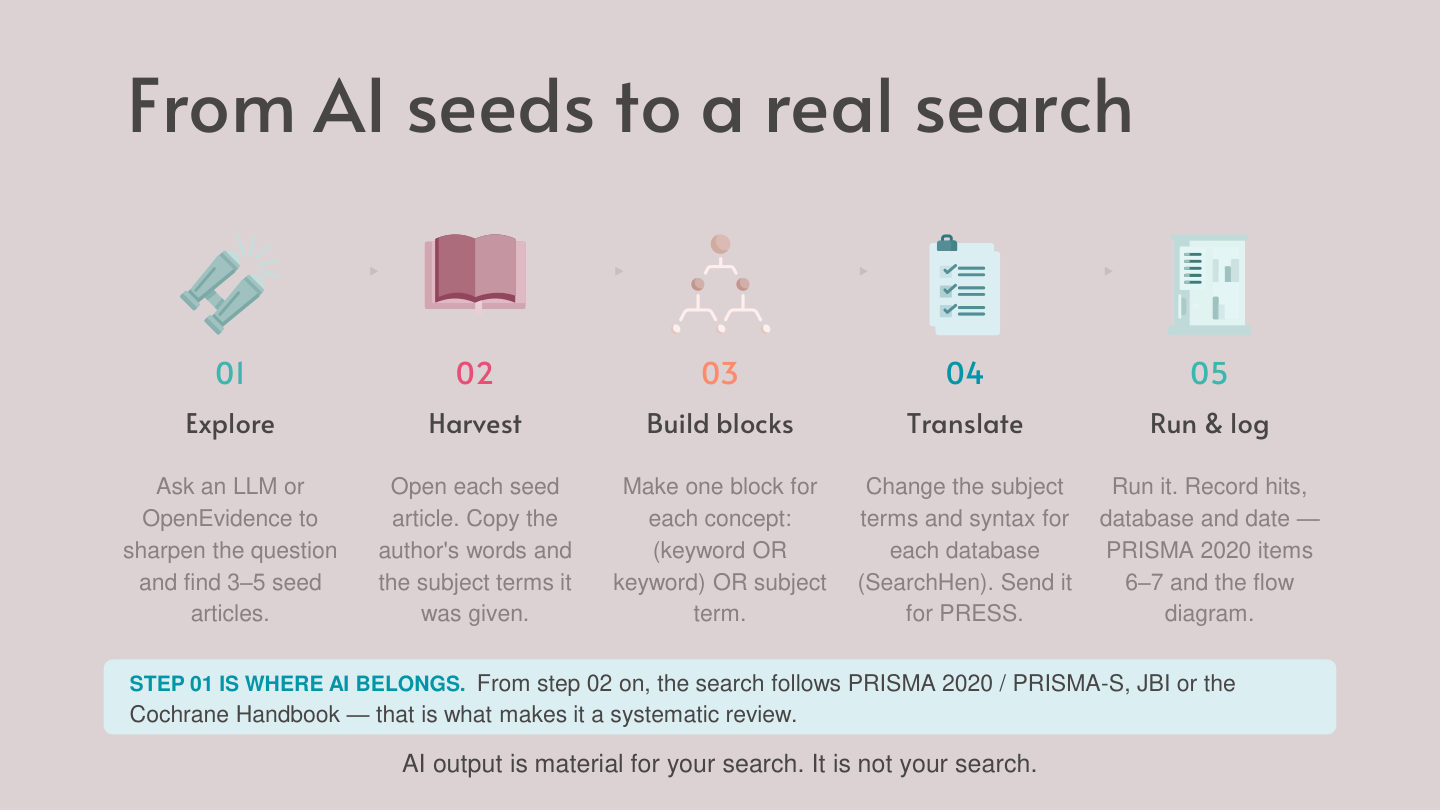 From AI seeds to a real search
01
Explore
Ask an LLM or
OpenEvidence to
sharpen the question
and find 3–5 seed
articles.
02
Harvest
Open each seed
article. Copy the
author's words and
the subject terms it
was given.
03
Build blocks
Make one block for
each concept:
(keyword OR
keyword) OR subject
term.
04
Translate
Change the subject
terms and syntax for
each database
(SearchHen). Send it
for PRESS.
05
Run & log
Run it. Record hits,
database and date —
PRISMA 2020 items
6–7 and the flow
diagram.
STEP 01 IS WHERE AI BELONGS. From step 02 on, the search follows PRISMA 2020 / PRISMA-S, JBI or the
Cochrane Handbook — that is what makes it a systematic review.
AI output is material for your search. It is not your search.